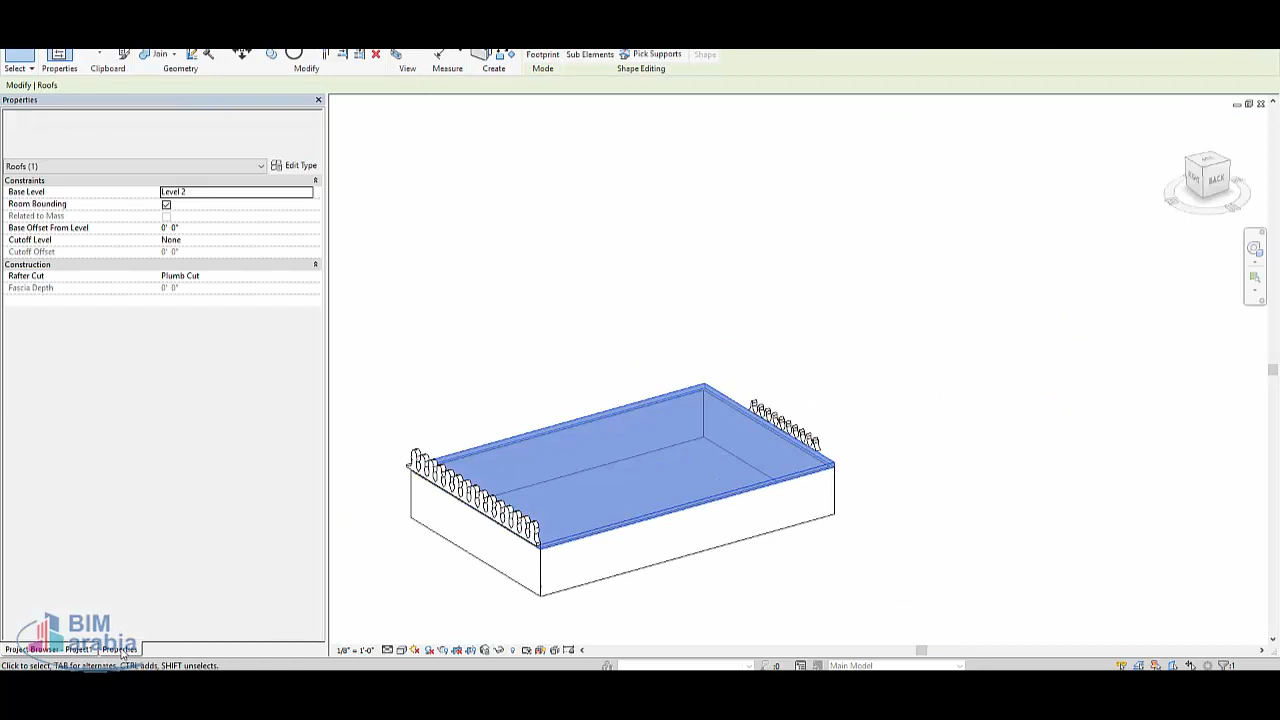 Join
Footprint Sub Elements Pick Supports Shape
Select Properties Clipboard Geometry Modify View Measure Create Mode Shape Editing
Modify | Roofs
Properties
Roofs (1) Edit Type
Constraints
Base Level Level 2
Room Bounding
Related to Mass
Base Offset From Level 0' 0"
Cutoff Level None
Cutoff Offset 0' 0"
Construction
Rafter Cut Plumb Cut
Fascia Depth 0' 0"
BACK
BIM
arabia
Project Browser - Project1 Properties
1/8" = 1'-0"
Click to select, TAB for alternates, CTRL adds, SHIFT unselects.
:0 Main Model :1